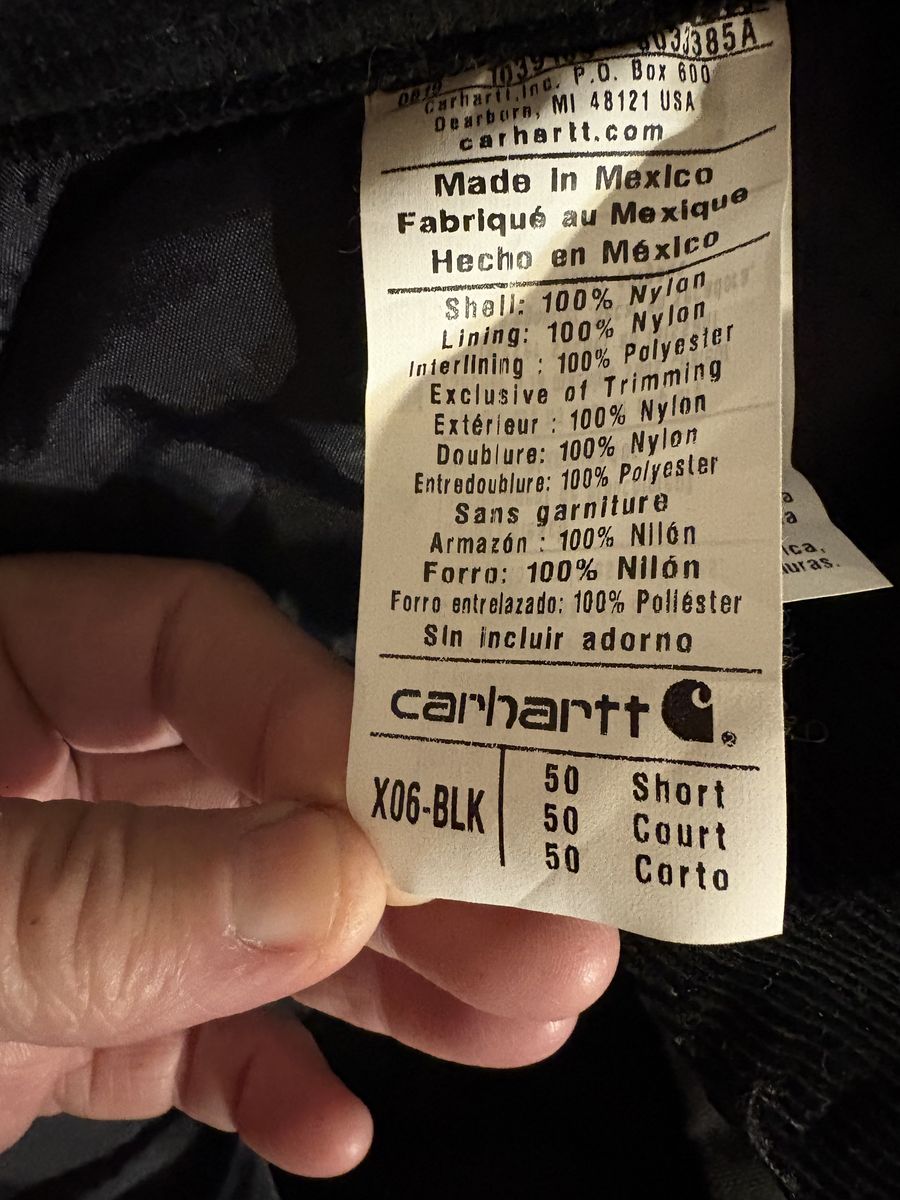 385A
Carhartt, Inc. P.O. Box 600
Dearborn, MI 48121 USA
carhartt.com
Made in Mexico
Fabriqué au Mexique
Hecho en México
Shell: 100% Nylon
Lining: 100% Nylon
Interlining : 100% Polyester
Exclusive of Trimming
Extérieur : 100% Nylon
Doublure: 100% Nylon
Entredoublure: 100% Polyester
Sans garniture
Armazón : 100% Nilón
Forro: 100% Nilón
Forro entrelazado: 100% Poliéster
Sin incluir adorno
carhartt
X06-BLK
50 Short
50 Court
50 Corto